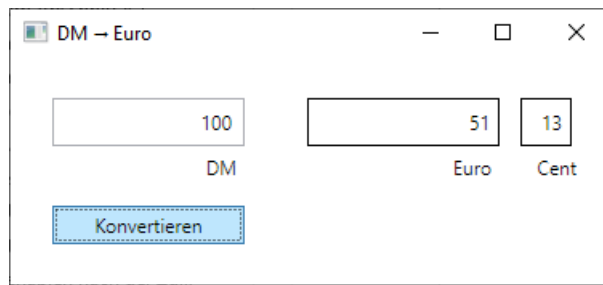 DM → Euro
100 51 13
DM Euro Cent
Konvertieren